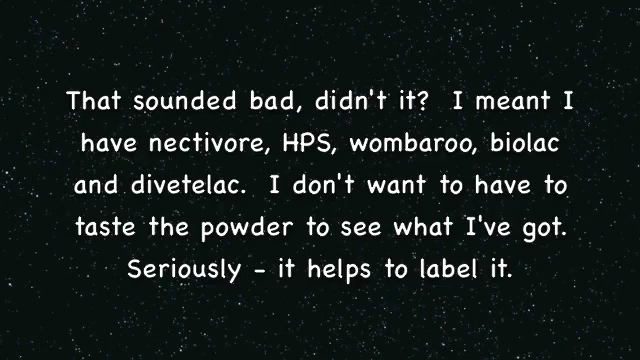 That sounded bad, didn't it?  I meant I
have nectivore, HPS, wombaroo, biolac
and divetelac.  I don't want to have to
taste the powder to see what I've got.
Seriously - it helps to label it.